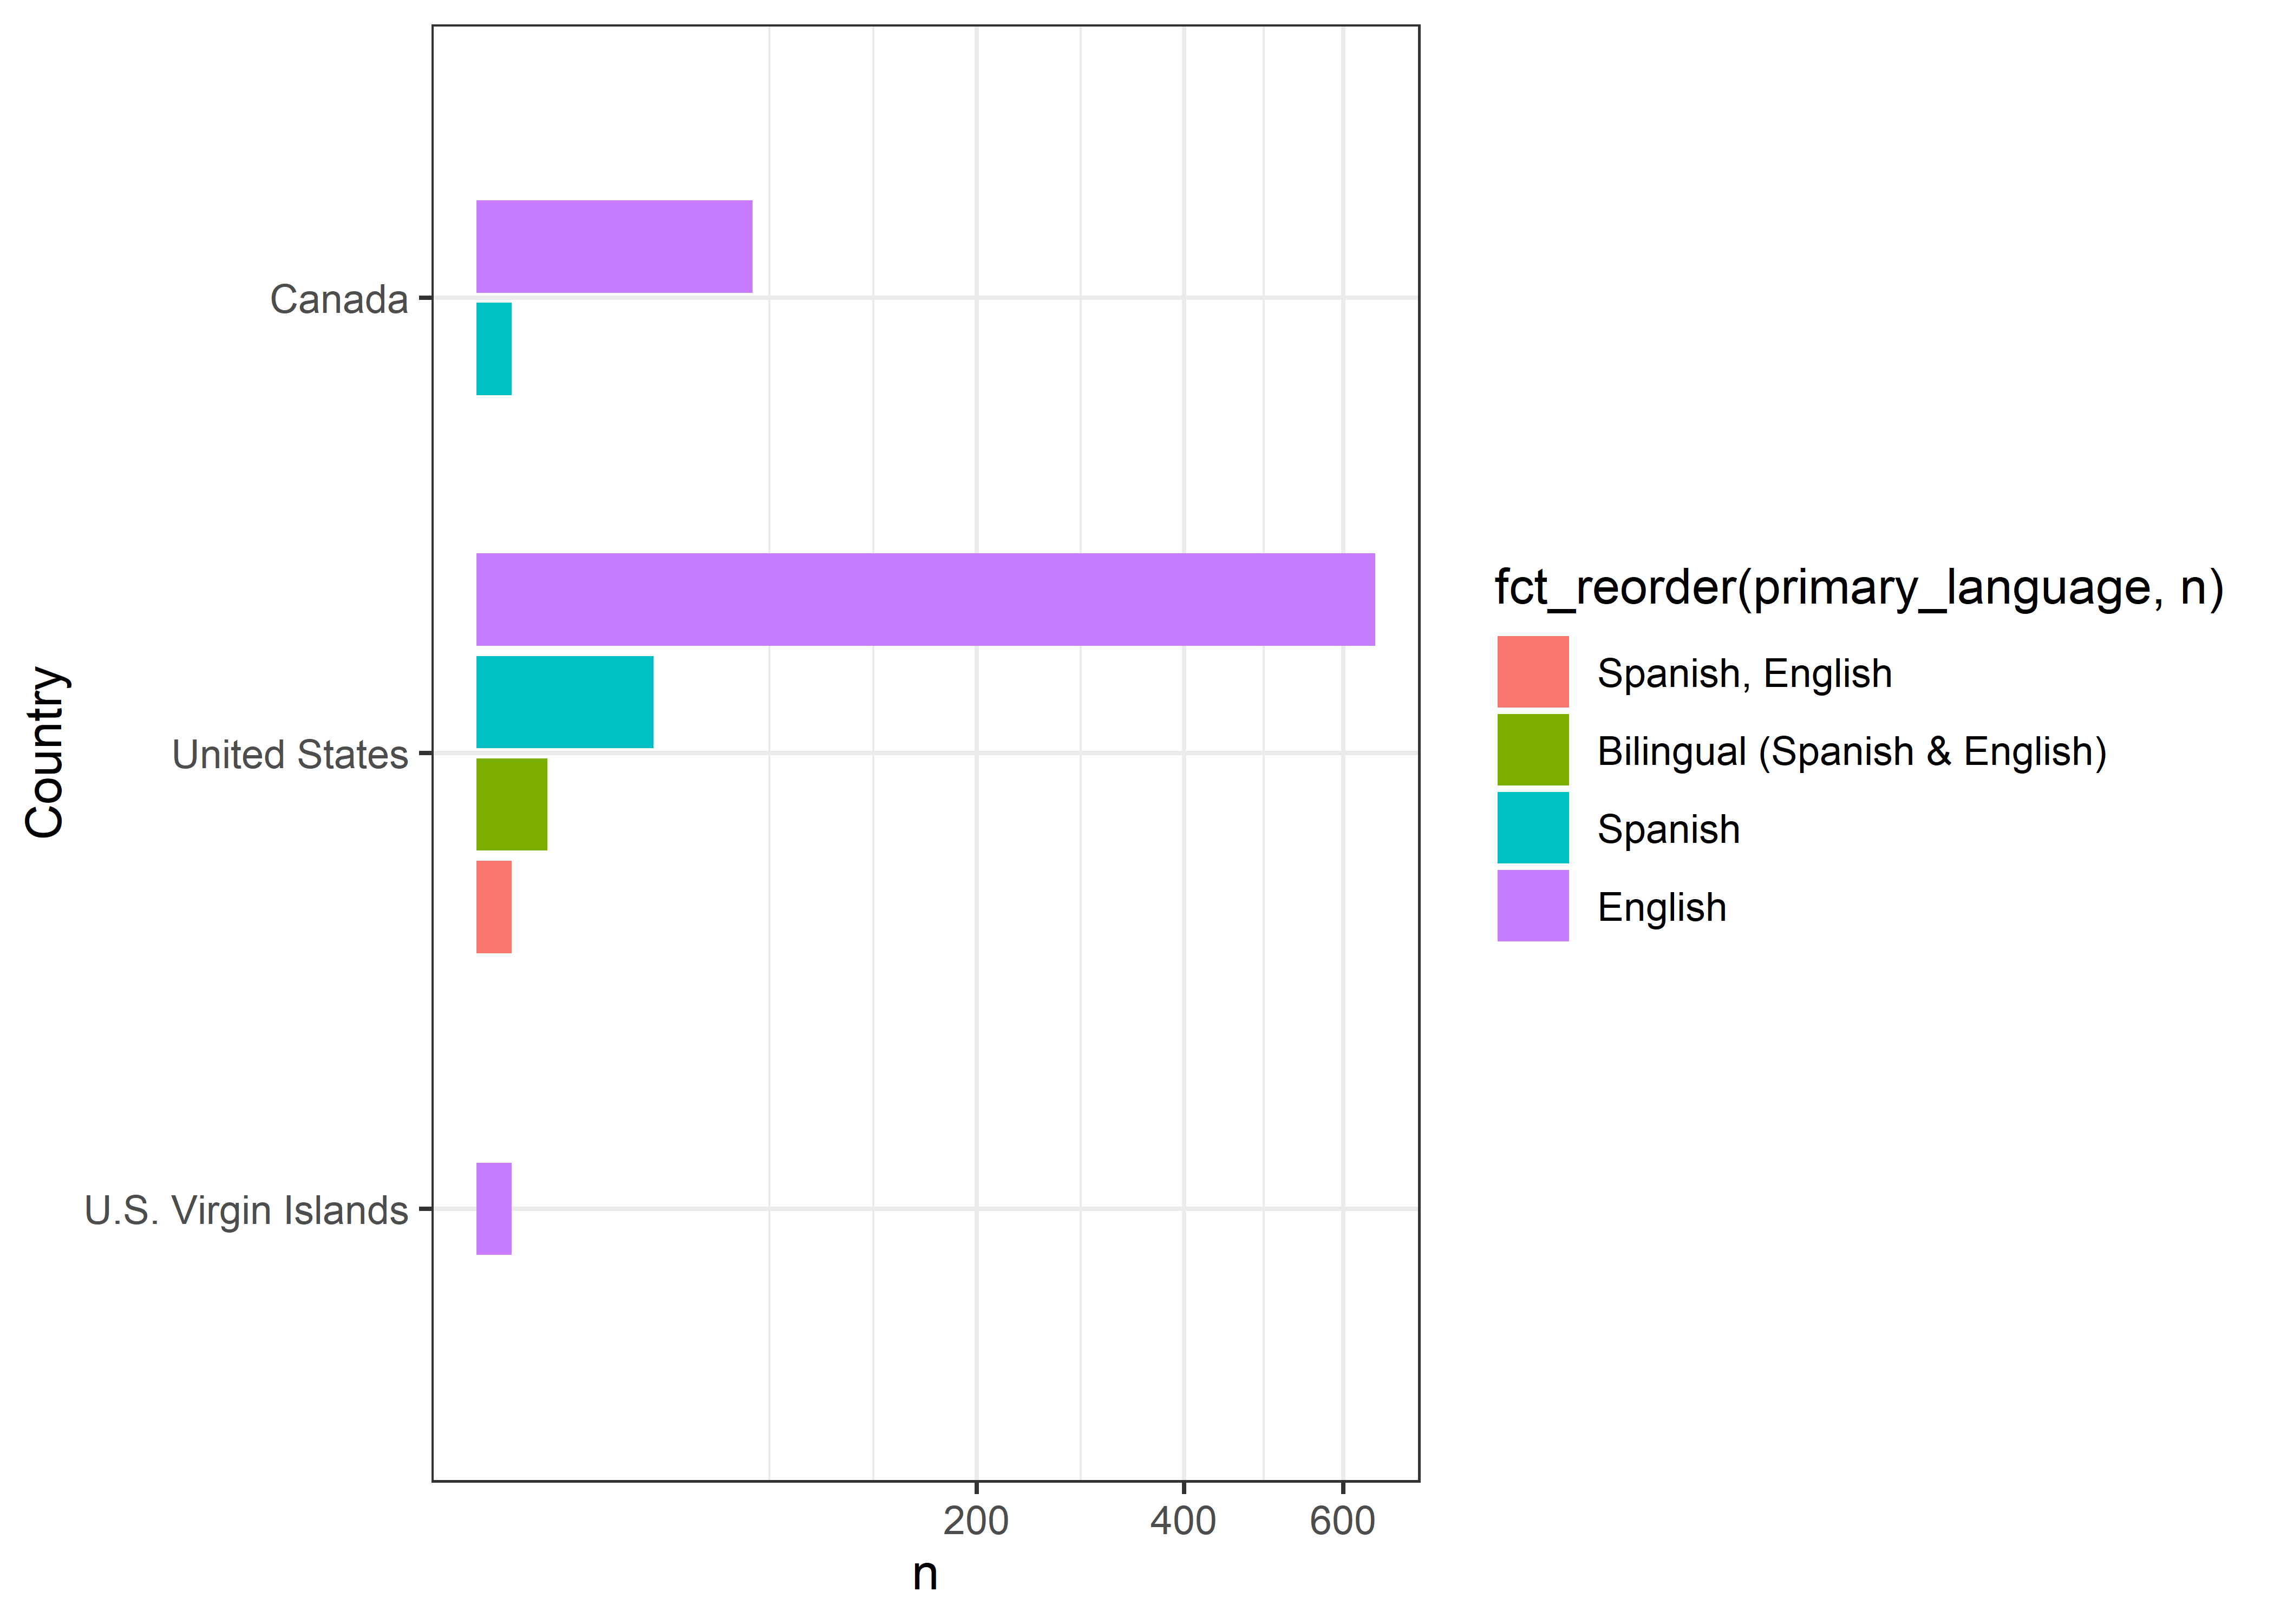 Canada
United States
U.S. Virgin Islands
Country
200 400 600
n
fct_reorder(primary_language, n)
Spanish, English
Bilingual (Spanish & English)
Spanish
English